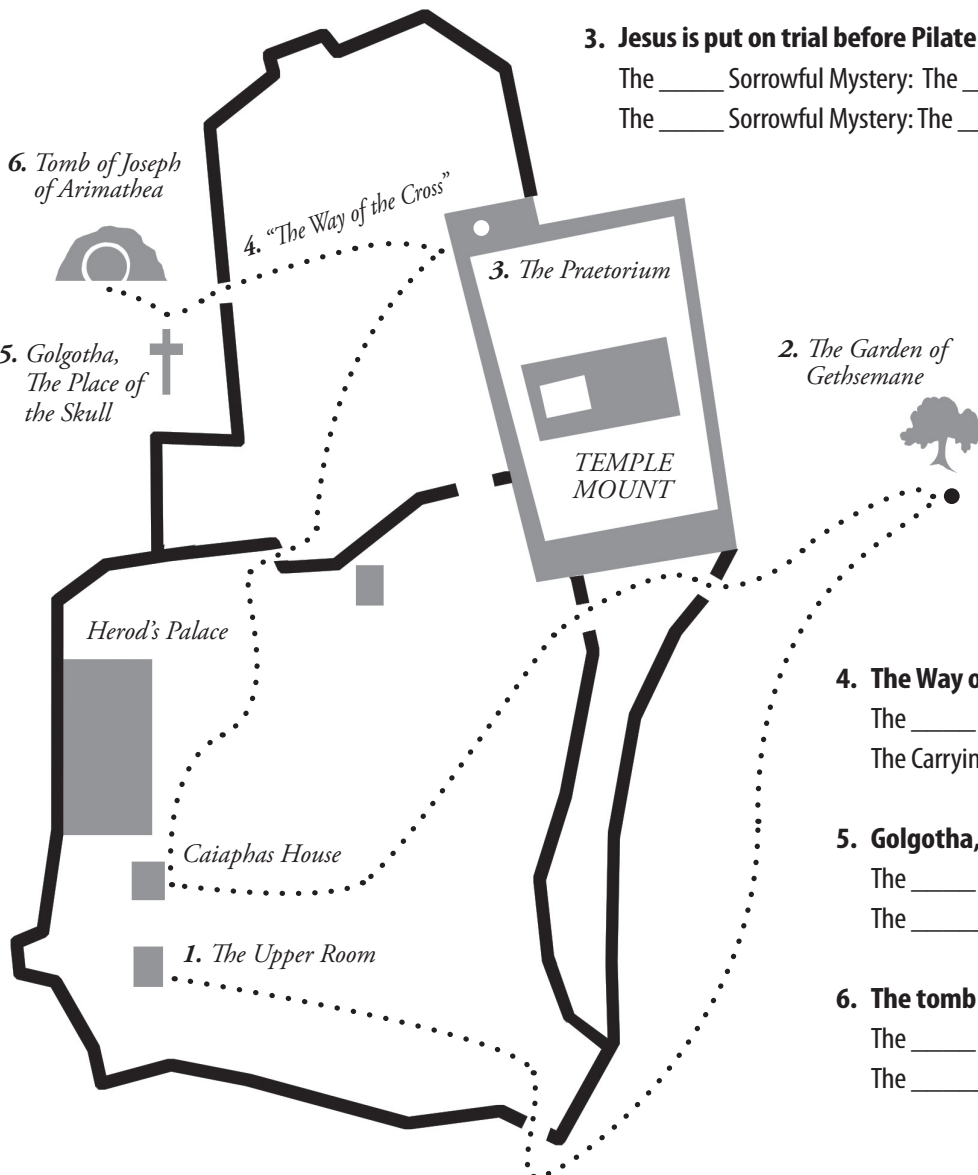 3. Jesus is put on trial before Pilate
The _____ Sorrowful Mystery: The _
The _____ Sorrowful Mystery: The _
6. Tomb of Joseph
of Arimathea
4. "The Way of the Cross"
3. The Praetorium
5. Golgotha,
The Place of
the Skull
2. The Garden of
Gethsemane
TEMPLE
MOUNT
Herod's Palace
Caiaphas House
1. The Upper Room
4. The Way o
The _____
The Carryin
5. Golgotha,
The _____
The _____
6. The tomb
The _____
The _____